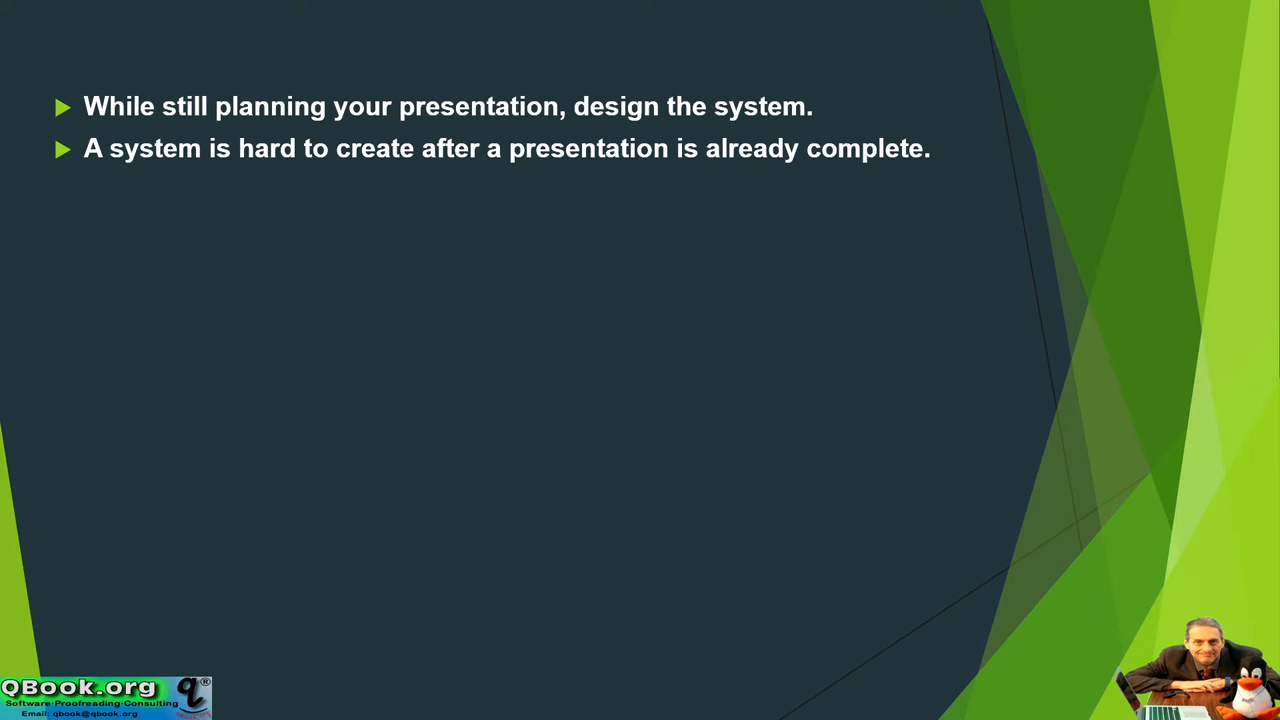 While still planning your presentation, design the system.
A system is hard to create after a presentation is already complete.
QBook.org q®
Software·Proofreading·Consulting
Email: qbook@qbook.org